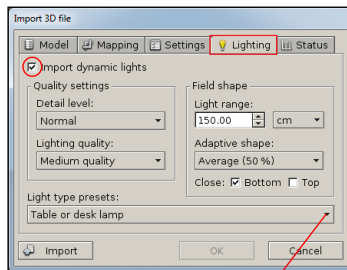 Import 3D file
Model Mapping Settings Lighting Status
Import dynamic lights
Quality settings
Detail level:
Normal
Lighting quality:
Medium quality
Field shape
Light range:
150.00 cm
Adaptive shape:
Average (50 %)
Close: Bottom Top
Light type presets:
Table or desk lamp
Import OK Cancel